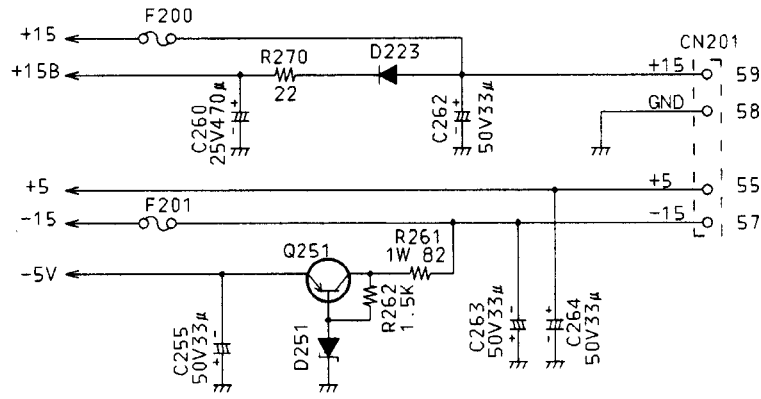 F200
+15
D223
CN201
R270
+15B
+15
59
22
GND
58
C260
25V470µ
C262
50V33µ
+5
+5
55
F201
-15
-15
57
Q251
R261
1W 82
-5V
R262
1.5K
C255
50V33µ
D251
C263
50V33µ
C264
50V33µ